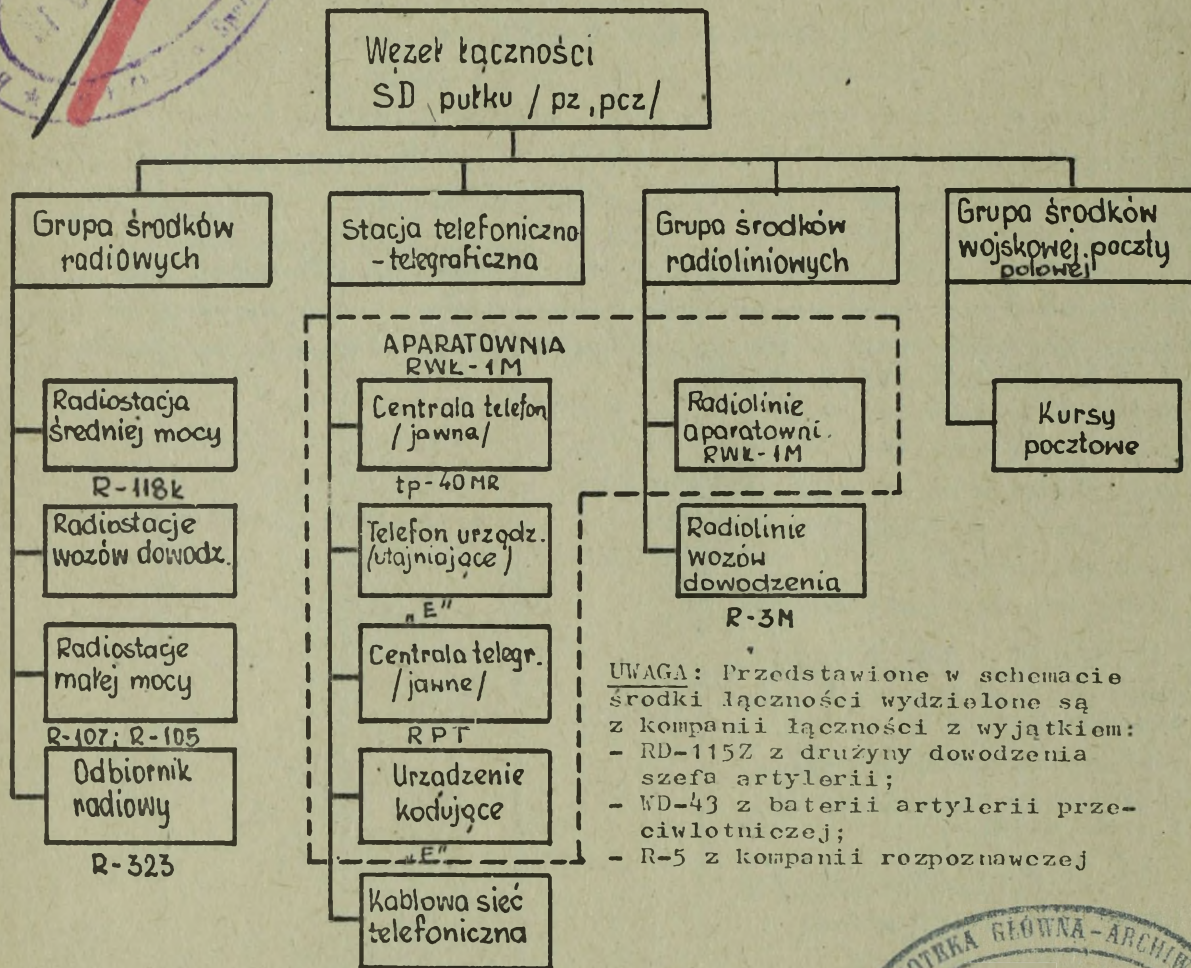 Węzeł łączności
SD pułku / pz, pcz/
Grupa środków
radiowych
Radiostacja
średniej mocy
R-118k
Radiostacje
wozów dowodz.
Radiostacje
małej mocy
R-107; R-105
Odbiornik
radiowy
R-323
Stacja telefoniczno
-telegraficzna
APARATOWNIA
RWŁ-1M
Centrala telefon
/ jawna/
tp-40MR
Telefon urządz.
/utajniające/
"E"
Centrala telegr.
/jawne/
RPT
Urządzenie
kodujące
"E"
Kablowa sieć
telefoniczna
Grupa środków
radioliniowych
Radiolinie
aparatowni.
RWŁ-1M
Radiolinie
wozów
dowodzenia
R-3M
Grupa środków
wojskowej poczty
polowej
Kursy
pocztowe
UWAGA: Przedstawione w schemacie
środki łączności wydzielone są
z kompanii łączności z wyjątkiem:
- RD-115Z z drużyny dowodzenia
szefa artylerii;
- WD-43 z baterii artylerii prze-
ciwlotniczej;
- R-5 z kompanii rozpoznawczej
GŁÓWNA-ARCHIW